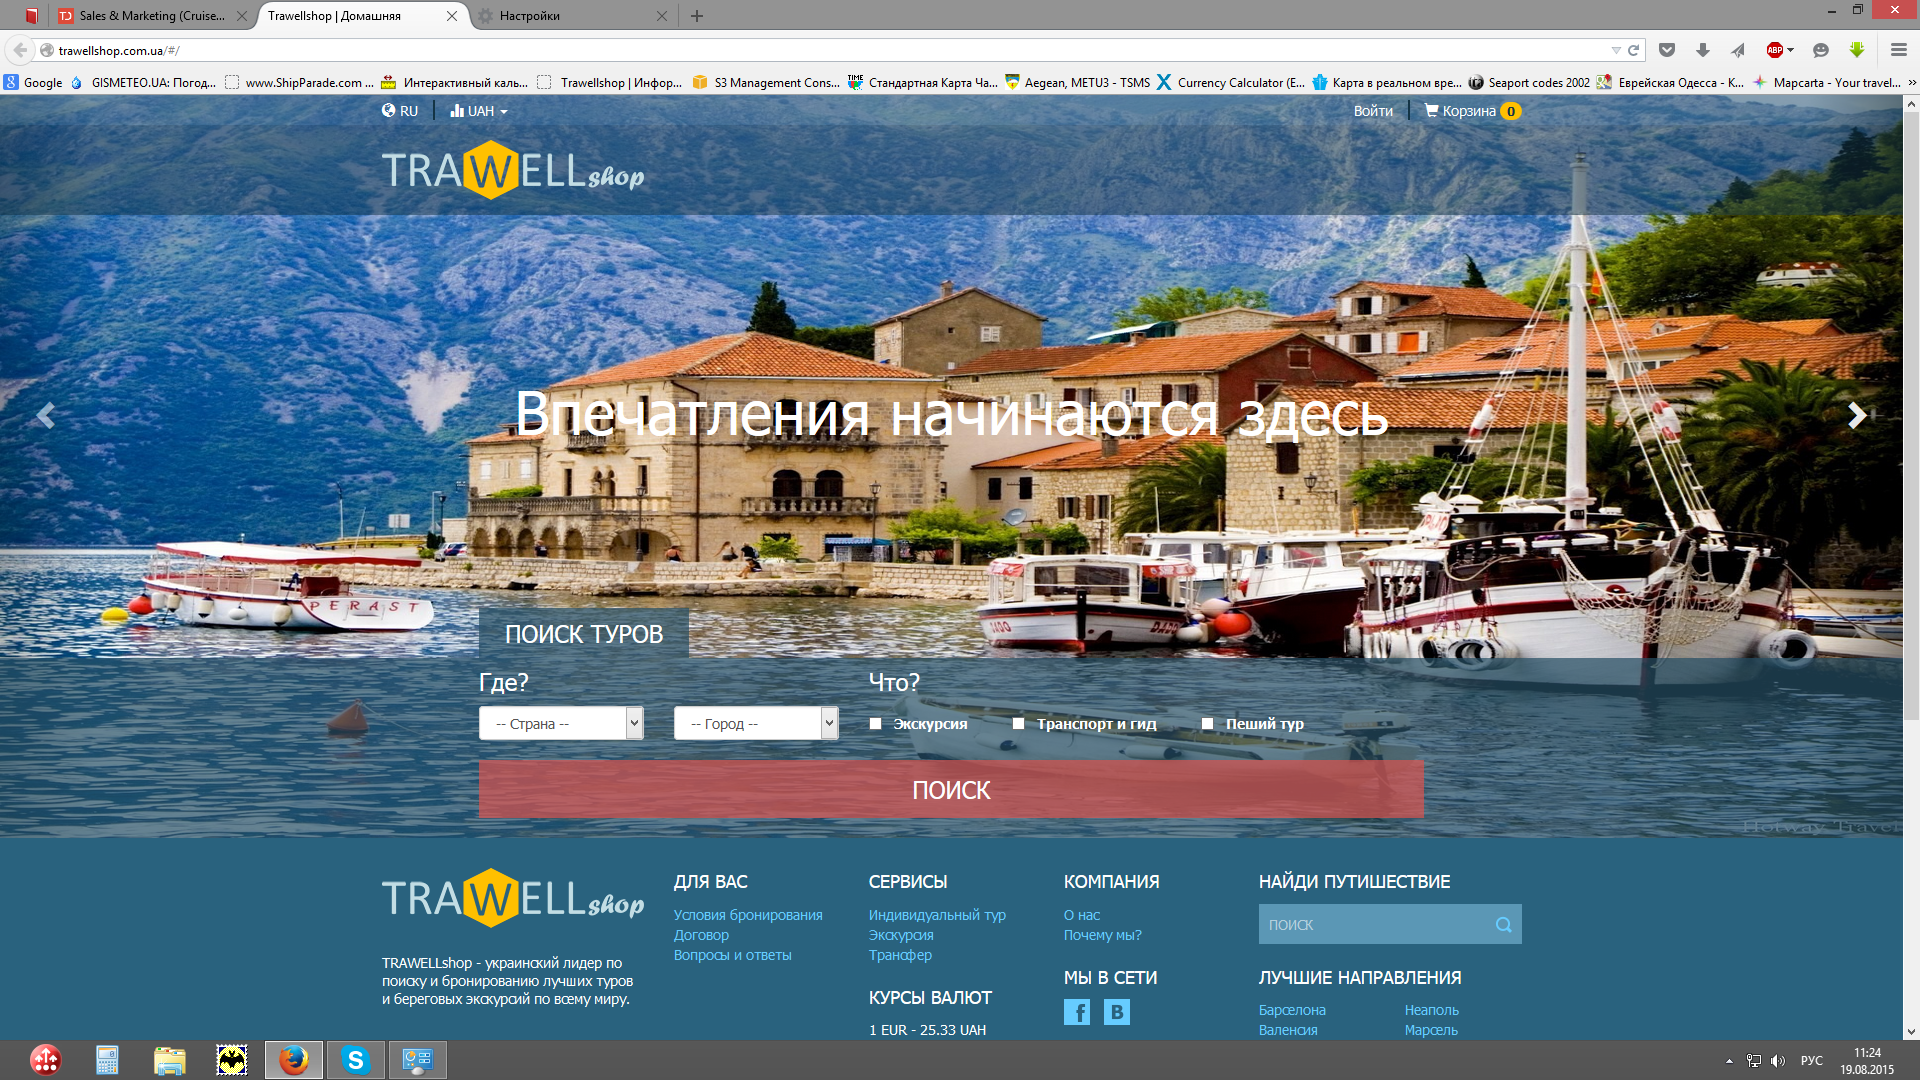 Sales & Marketing (Cruise...
Trawellshop | Домашняя
Настройки
trawellshop.com.ua/#/
ABP
Google
GISMETEO.UA: Погод...
www.ShipParade.com ...
Интерактивный каль...
Trawellshop | Инфор...
S3 Management Cons...
TIME
Стандартная Карта Ча...
Aegean, METU3 - TSMS
Currency Calculator (E...
Карта в реальном вре...
Seaport codes 2002
Еврейская Одесса - К...
Mapcarta - Your travel...
RU
UAH
Войти
Корзина 0
TRAWELLshop
Впечатления начинаются здесь
PERAST
DADO
DADO
ПОИСК ТУРОВ
Где?
Что?
-- Страна --
-- Город --
Экскурсия
Транспорт и гид
Пеший тур
ПОИСК
Hotway Travel
TRAWELLshop
TRAWELLshop - украинский лидер по
поиску и бронированию лучших туров
и береговых экскурсий по всему миру.
ДЛЯ ВАС
Условия бронирования
Договор
Вопросы и ответы
СЕРВИСЫ
Индивидуальный тур
Экскурсия
Трансфер
КУРСЫ ВАЛЮТ
1 EUR - 25.33 UAH
КОМПАНИЯ
О нас
Почему мы?
МЫ В СЕТИ
НАЙДИ ПУТИШЕСТВИЕ
ПОИСК
ЛУЧШИЕ НАПРАВЛЕНИЯ
Барселона
Неаполь
Валенсия
Марсель
РУС
11:24
19.08.2015